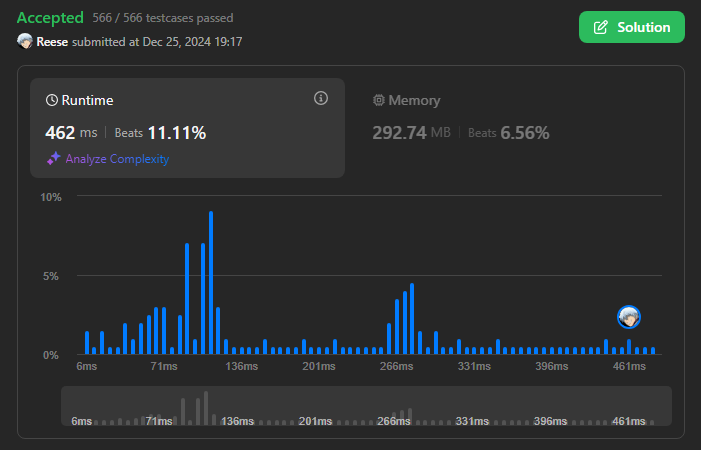 Accepted 566 / 566 testcases passed
Solution
Reese submitted at Dec 25, 2024 19:17
Runtime
Memory
462 ms Beats 11.11%
292.74 MB Beats 6.56%
Analyze Complexity
10%
5%
0%
6ms 71ms 136ms 201ms 266ms 331ms 396ms 461ms
6ms 71ms 136ms 201ms 266ms 331ms 396ms 461ms